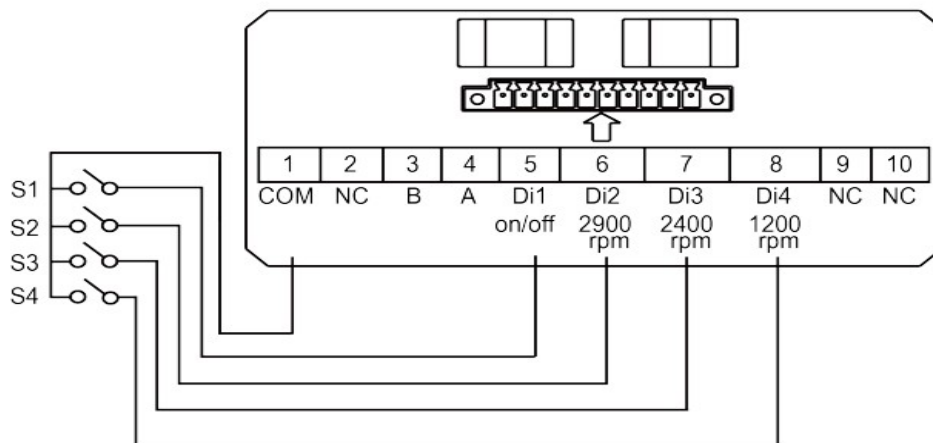 1 2 3 4 5 6 7 8 9 10
COM NC B A Di1 Di2 Di3 Di4 NC NC
on/off 2900 2400 1200
rpm rpm rpm
S1
S2
S3
S4